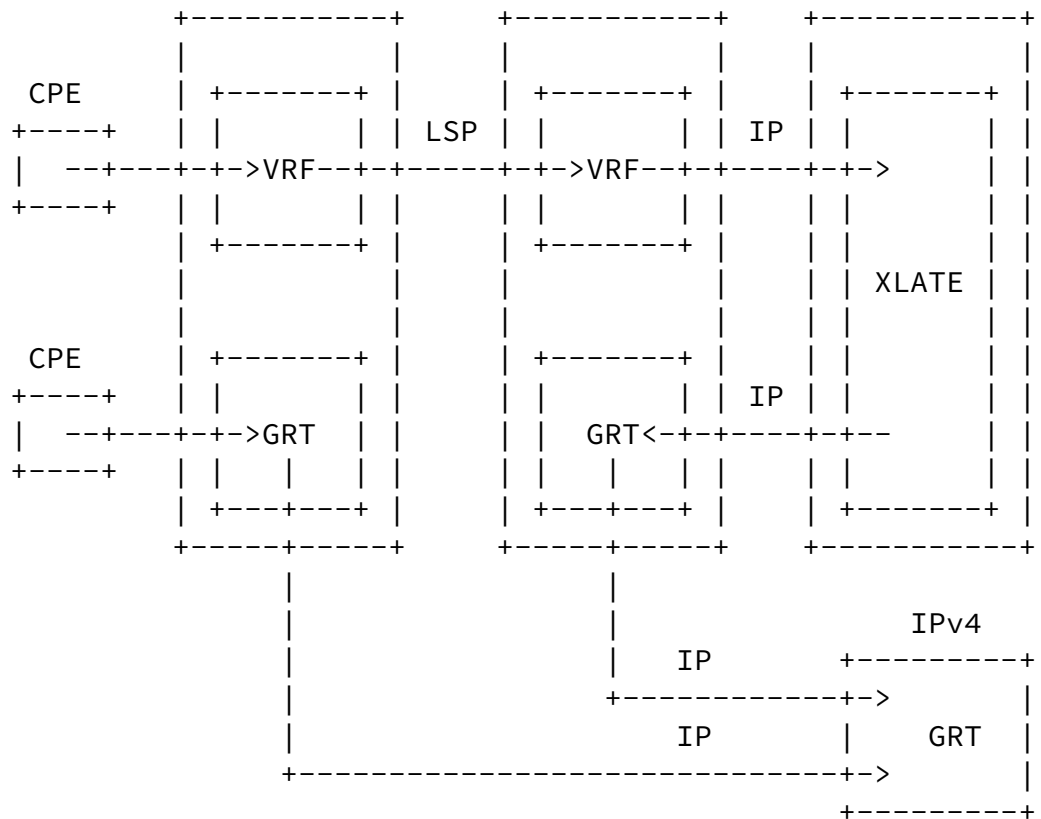 CPE
LSP IP
VRF VRF
XLATE
CPE
IP
GRT GRT
IPv4
IP
IP GRT